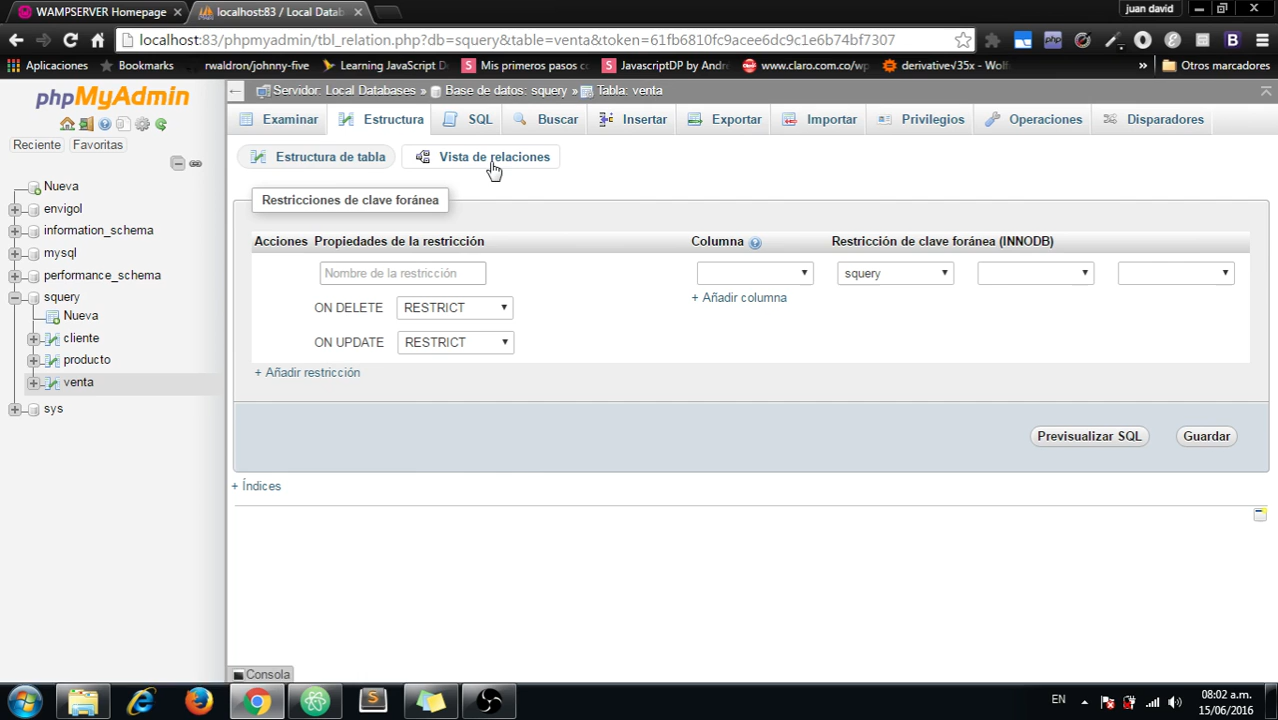 WAMPSERVER Homepage
localhost:83 / Local Datab
juan david
localhost:83/phpmyadmin/tbl_relation.php?db=squery&table=venta&token=61fb6810fc9acee6dc9c1e6b74bf7307
Aplicaciones
Bookmarks
rwaldron/johnny-five
Learning JavaScript D
Mis primeros pasos c
JavascriptDP by Andr
www.claro.com.co/wp
derivative√35x - Wolf
»
Otros marcadores
phpMyAdmin
Reciente
Favoritas
Nueva
envigol
information_schema
mysql
performance_schema
squery
Nueva
cliente
producto
venta
sys
Servidor: Local Databases » Base de datos: squery » Tabla: venta
Examinar
Estructura
SQL
Buscar
Insertar
Exportar
Importar
Privilegios
Operaciones
Disparadores
Estructura de tabla
Vista de relaciones
Restricciones de clave foránea
Acciones Propiedades de la restricción Columna Restricción de clave foránea (INNODB)
Nombre de la restricción
squery
ON DELETE RESTRICT
+ Añadir columna
ON UPDATE RESTRICT
+ Añadir restricción
Previsualizar SQL
Guardar
+ Índices
Consola
EN
08:02 a.m.
15/06/2016